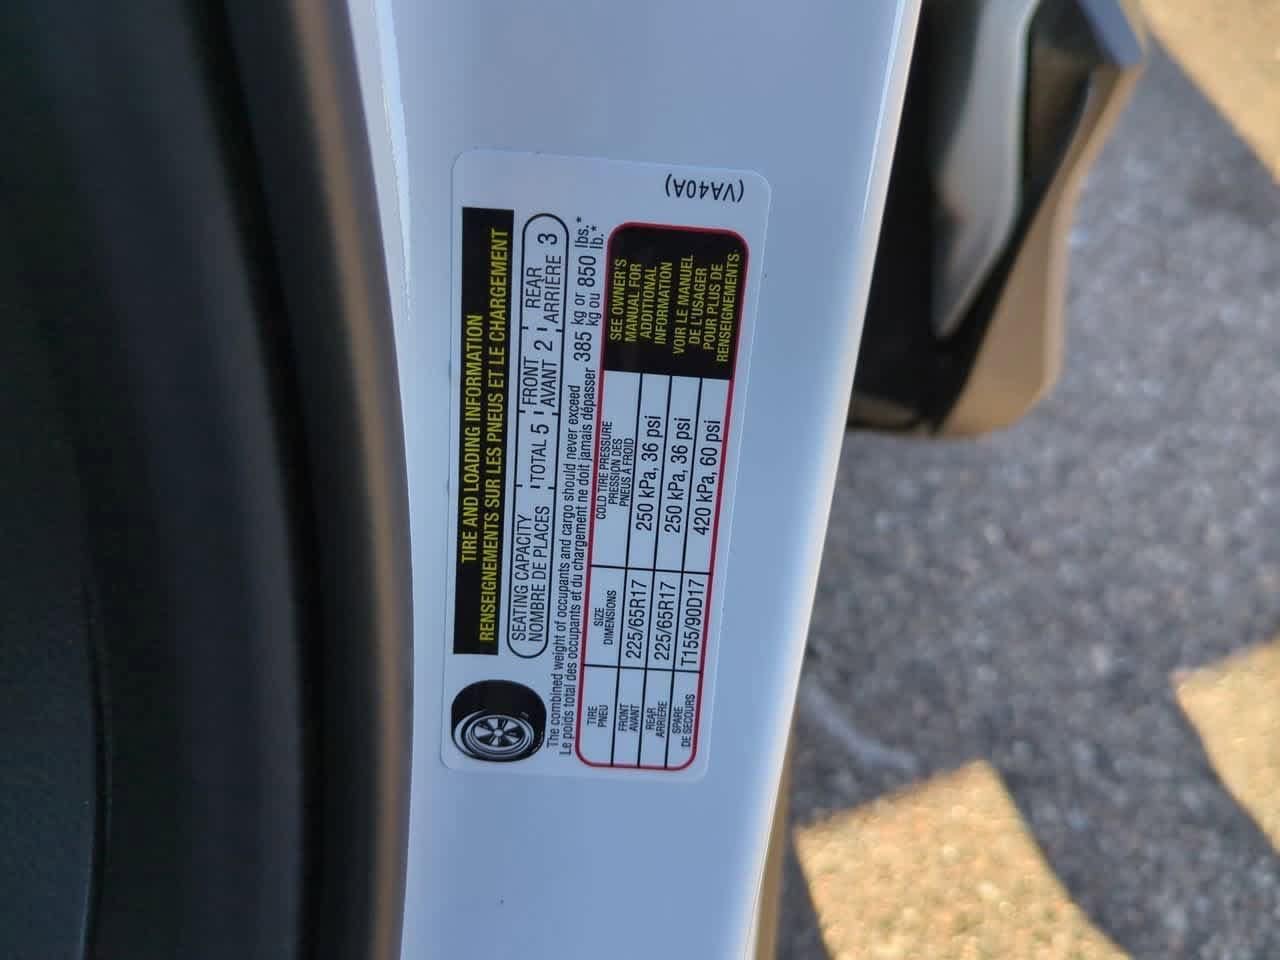 (VA40A)
TIRE AND LOADING INFORMATION
RENSEIGNEMENTS SUR LES PNEUS ET LE CHARGEMENT
SEATING CAPACITY
NOMBRE DE PLACES
TOTAL 5
FRONT
AVANT 2
REAR
ARRIÈRE 3
The combined weight of occupants and cargo should never exceed
Le poids total des occupants et du chargement ne doit jamais dépasser
385 kg or
kg ou 850 lbs.*
lb.*
TIRE
PNEU
SIZE
DIMENSIONS
COLD TIRE PRESSURE
PRESSION DES
PNEUS À FROID
FRONT
AVANT
225/65R17
250 kPa, 36 psi
REAR
ARRIÈRE
225/65R17
250 kPa, 36 psi
SPARE
DE SECOURS
T155/90D17
420 kPa, 60 psi
SEE OWNER'S
MANUAL FOR
ADDITIONAL
INFORMATION
VOIR LE MANUEL
DE L'USAGER
POUR PLUS DE
RENSEIGNEMENTS.